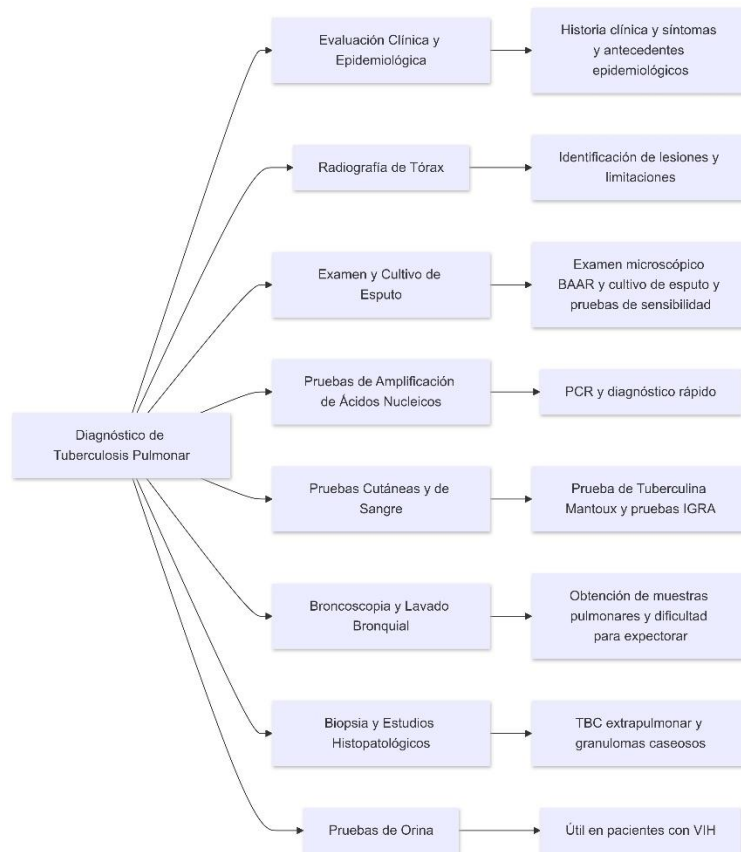 Evaluación Clínica y
Epidemiológica
Historia clínica y síntomas
y antecedentes
epidemiológicos
Radiografía de Tórax
Identificación de lesiones y
limitaciones
Examen y Cultivo de
Esputo
Examen microscópico
BAAR y cultivo de esputo y
pruebas de sensibilidad
Pruebas de Amplificación
de Ácidos Nucleicos
PCR y diagnóstico rápido
Diagnóstico de
Tuberculosis Pulmonar
Pruebas Cutáneas y de
Sangre
Prueba de Tuberculina
Mantoux y pruebas IGRA
Broncoscopia y Lavado
Bronquial
Obtención de muestras
pulmonares y dificultad
para expectorar
Biopsia y Estudios
Histopatológicos
TBC extrapulmonar y
granulomas caseosos
Pruebas de Orina
Útil en pacientes con VIH